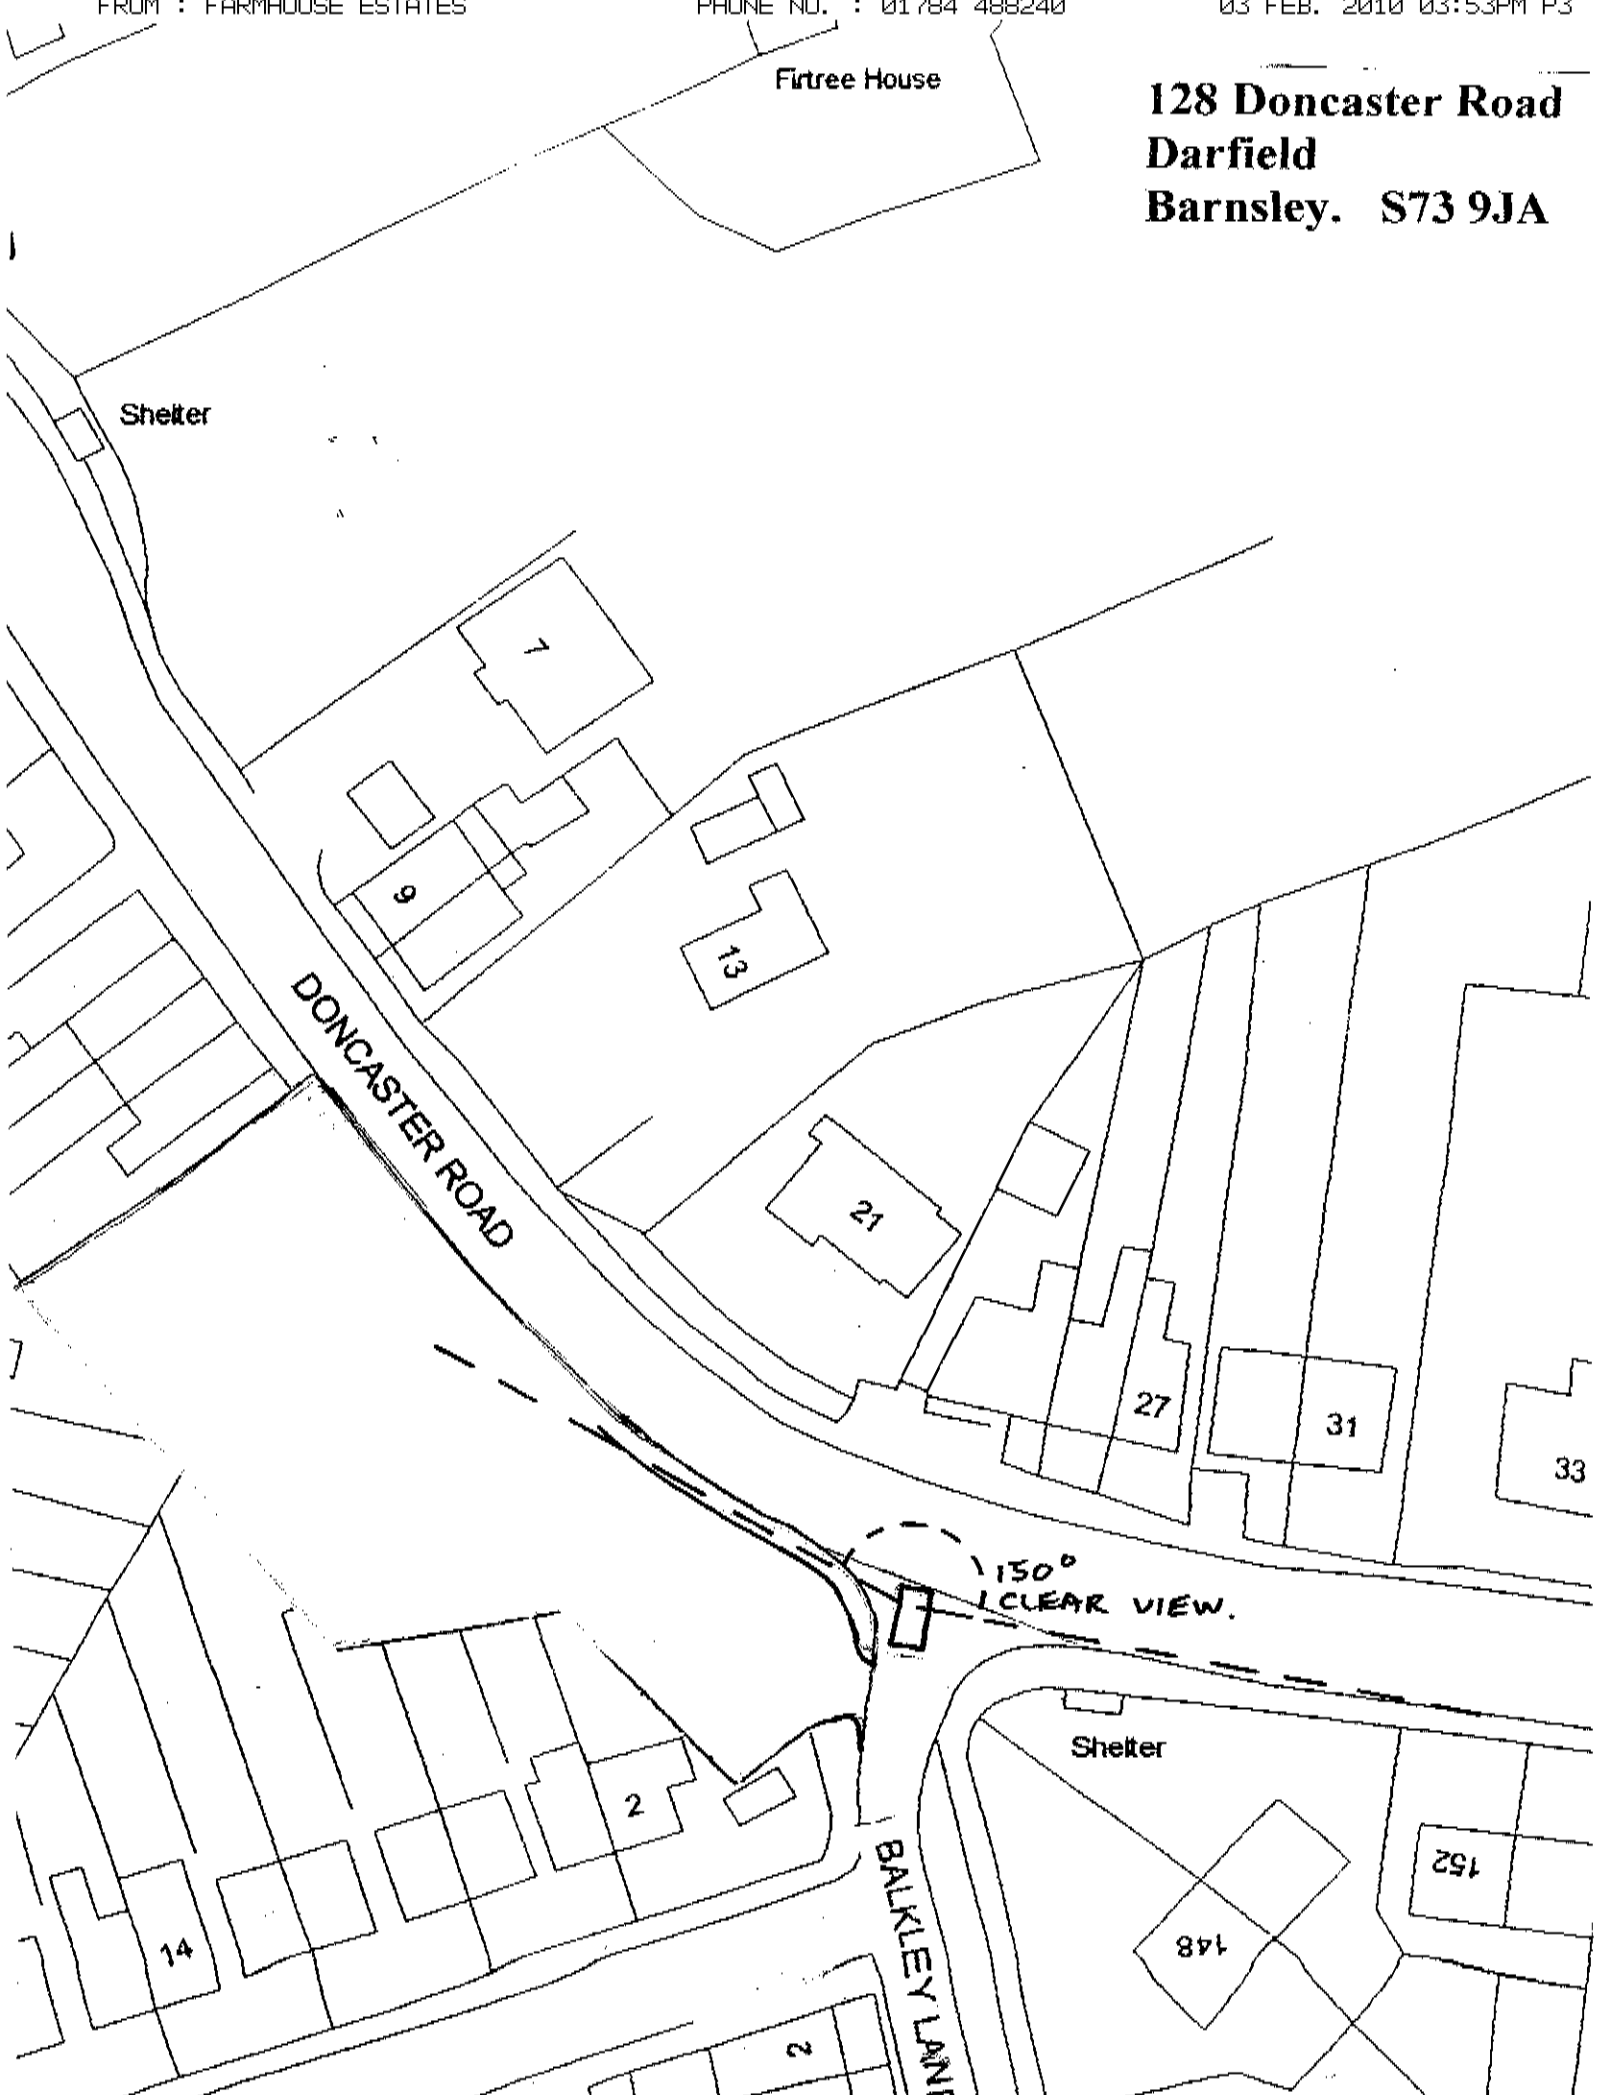 FROM : FARMHOUSE ESTATES PHONE NO. : 01784 488240 03 FEB. 2010 03:53PM P3
Firtree House
128 Doncaster Road
Darfield
Barnsley. S73 9JA
Shelter
7
9
13
DONCASTER ROAD
21
27
31
33
150°
CLEAR VIEW.
Shelter
2
152
148
14
BALKLEY LANE
2